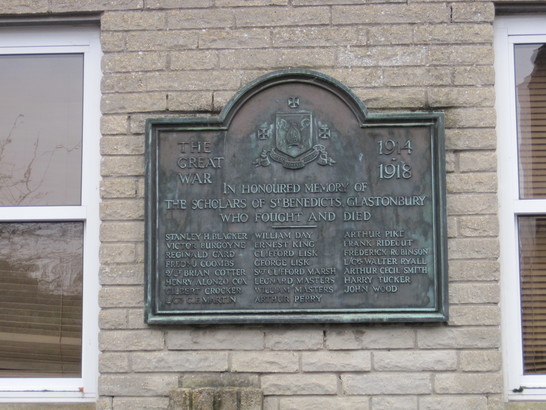 THE
GREAT
WAR
1914
-
1918
IN HONOURED MEMORY OF
THE SCHOLARS OF ST BENEDICTS, GLASTONBURY
WHO FOUGHT AND DIED
STANLEY H. BLACKER
VICTOR BURGOYNE
REGINALD CARD
FRED J. COOMBS
BRIAN COTTER
HENRY ALONZO COX
CROCKER
MARTIN
WILLIAM DAY
ERNEST KING
CLIFFORD LISK
GEORGE LISK
CLIFFORD MARSH
LEONARD MASTERS
WILLIAM MASTERS
ARTHUR PERRY
ARTHUR PIKE
FRANK RIDEOUT
FREDERICK ROBINSON
WALTER RYALL
ARTHUR CECIL SMITH
HARRY TUCKER
JOHN WOOD